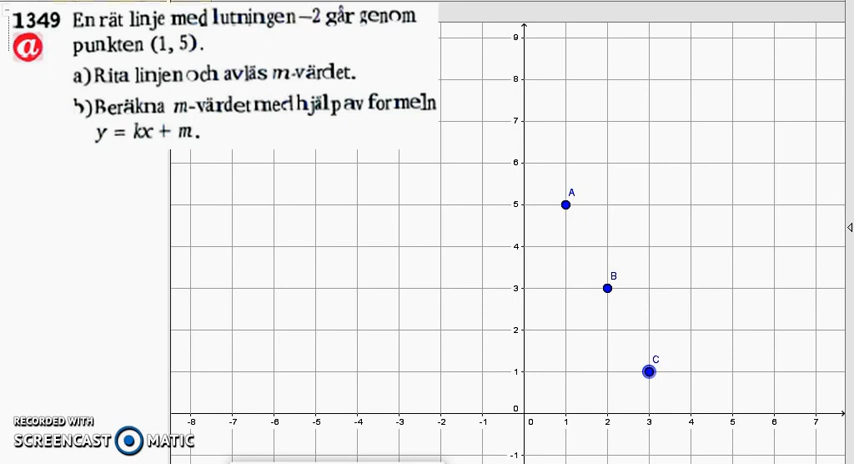 1349 En rät linje med lutningen –2 går genom
punkten (1, 5).
a
a) Rita linjen och avläs m-värdet.
b) Beräkna m-värdet med hjälp av formeln
y = kx + m.
9
8
7
6
A
5
4
B
3
2
C
1
0
-8 -7 -6 -5 -4 -3 -2 -1 0 1 2 3 4 5 6 7
-1
RECORDED WITH
SCREENCAST MATIC